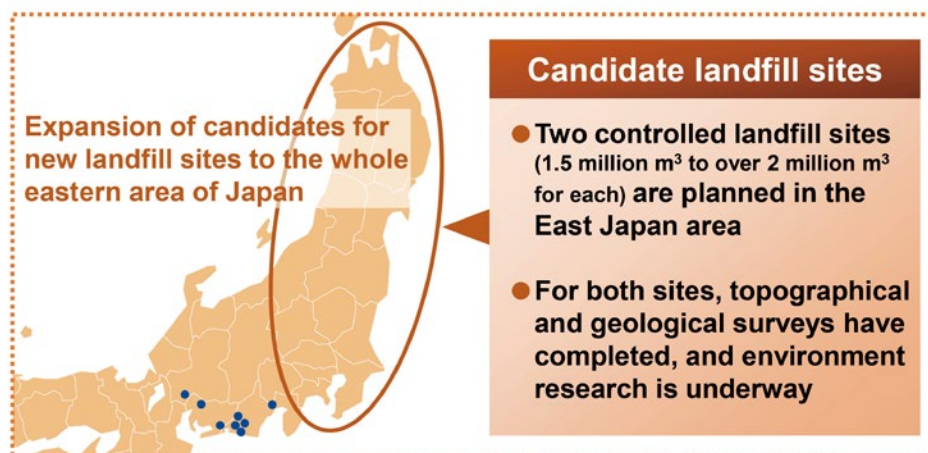 Expansion of candidates for
new landfill sites to the whole
eastern area of Japan
Candidate landfill sites
● Two controlled landfill sites
(1.5 million m³ to over 2 million m³
for each) are planned in the
East Japan area
● For both sites, topographical
and geological surveys have
completed, and environment
research is underway